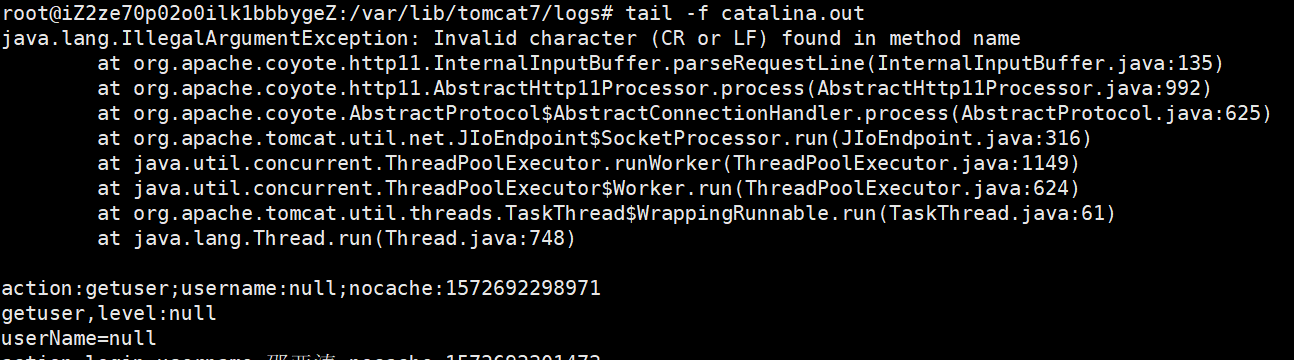 root@iZ2ze70p02o0ilk1bbbygeZ:/var/lib/tomcat7/logs# tail -f catalina.out
java.lang.IllegalArgumentException: Invalid character (CR or LF) found in method name
at org.apache.coyote.http11.InternalInputBuffer.parseRequestLine(InternalInputBuffer.java:135)
at org.apache.coyote.http11.AbstractHttp11Processor.process(AbstractHttp11Processor.java:992)
at org.apache.coyote.AbstractProtocol$AbstractConnectionHandler.process(AbstractProtocol.java:625)
at org.apache.tomcat.util.net.JIoEndpoint$SocketProcessor.run(JIoEndpoint.java:316)
at java.util.concurrent.ThreadPoolExecutor.runWorker(ThreadPoolExecutor.java:1149)
at java.util.concurrent.ThreadPoolExecutor$Worker.run(ThreadPoolExecutor.java:624)
at org.apache.tomcat.util.threads.TaskThread$WrappingRunnable.run(TaskThread.java:61)
at java.lang.Thread.run(Thread.java:748)
action:getuser;username:null;nocache:1572692298971
getuser,level:null
userName=null